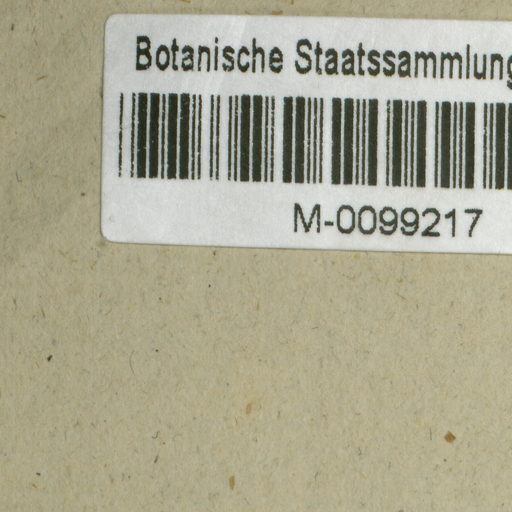 Botanische Staatssammlung
M-0099217